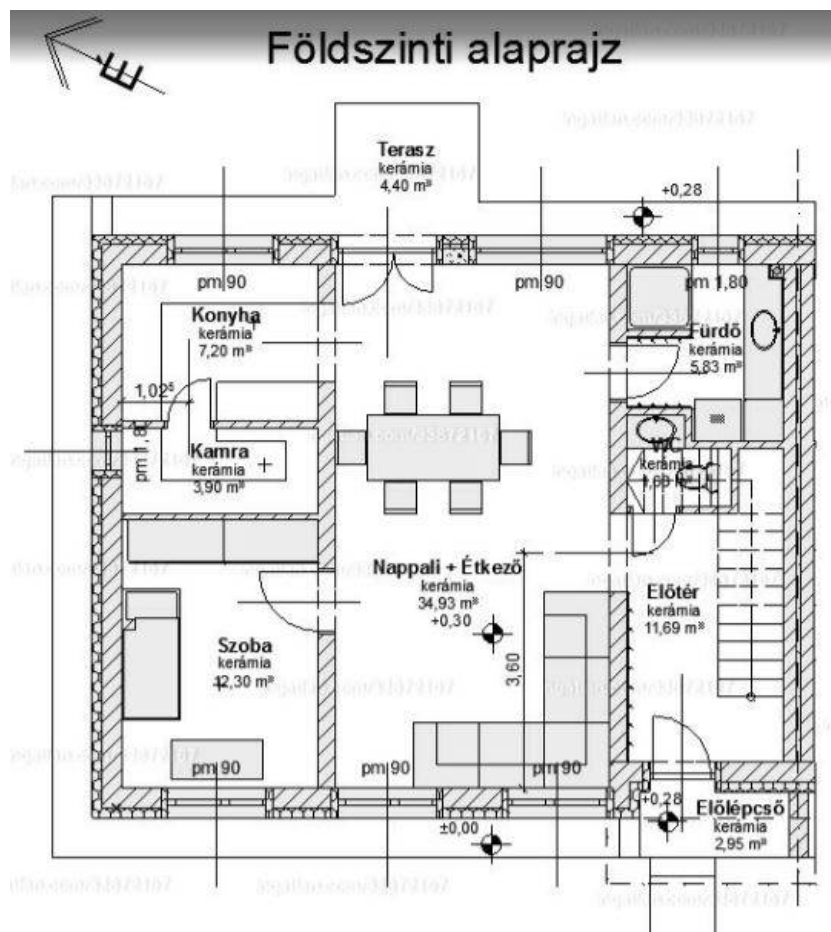 Földszinti alaprajz
É
Terasz
kerámia
4,40 m²
+0,28
pm 90
pm 90
pm 1,80
Konyha
kerámia
7,20 m²
Fürdő
kerámia
5,83 m²
1,02⁵
Kamra
kerámia
3,90 m²
WC
kerámia
Nappali + Étkező
kerámia
34,93 m²
+0,30
Előtér
kerámia
11,69 m²
Szoba
kerámia
12,30 m²
3,60
pm 90
pm 90
pm 90
+0,28
Előlépcső
kerámia
2,95 m²
±0,00